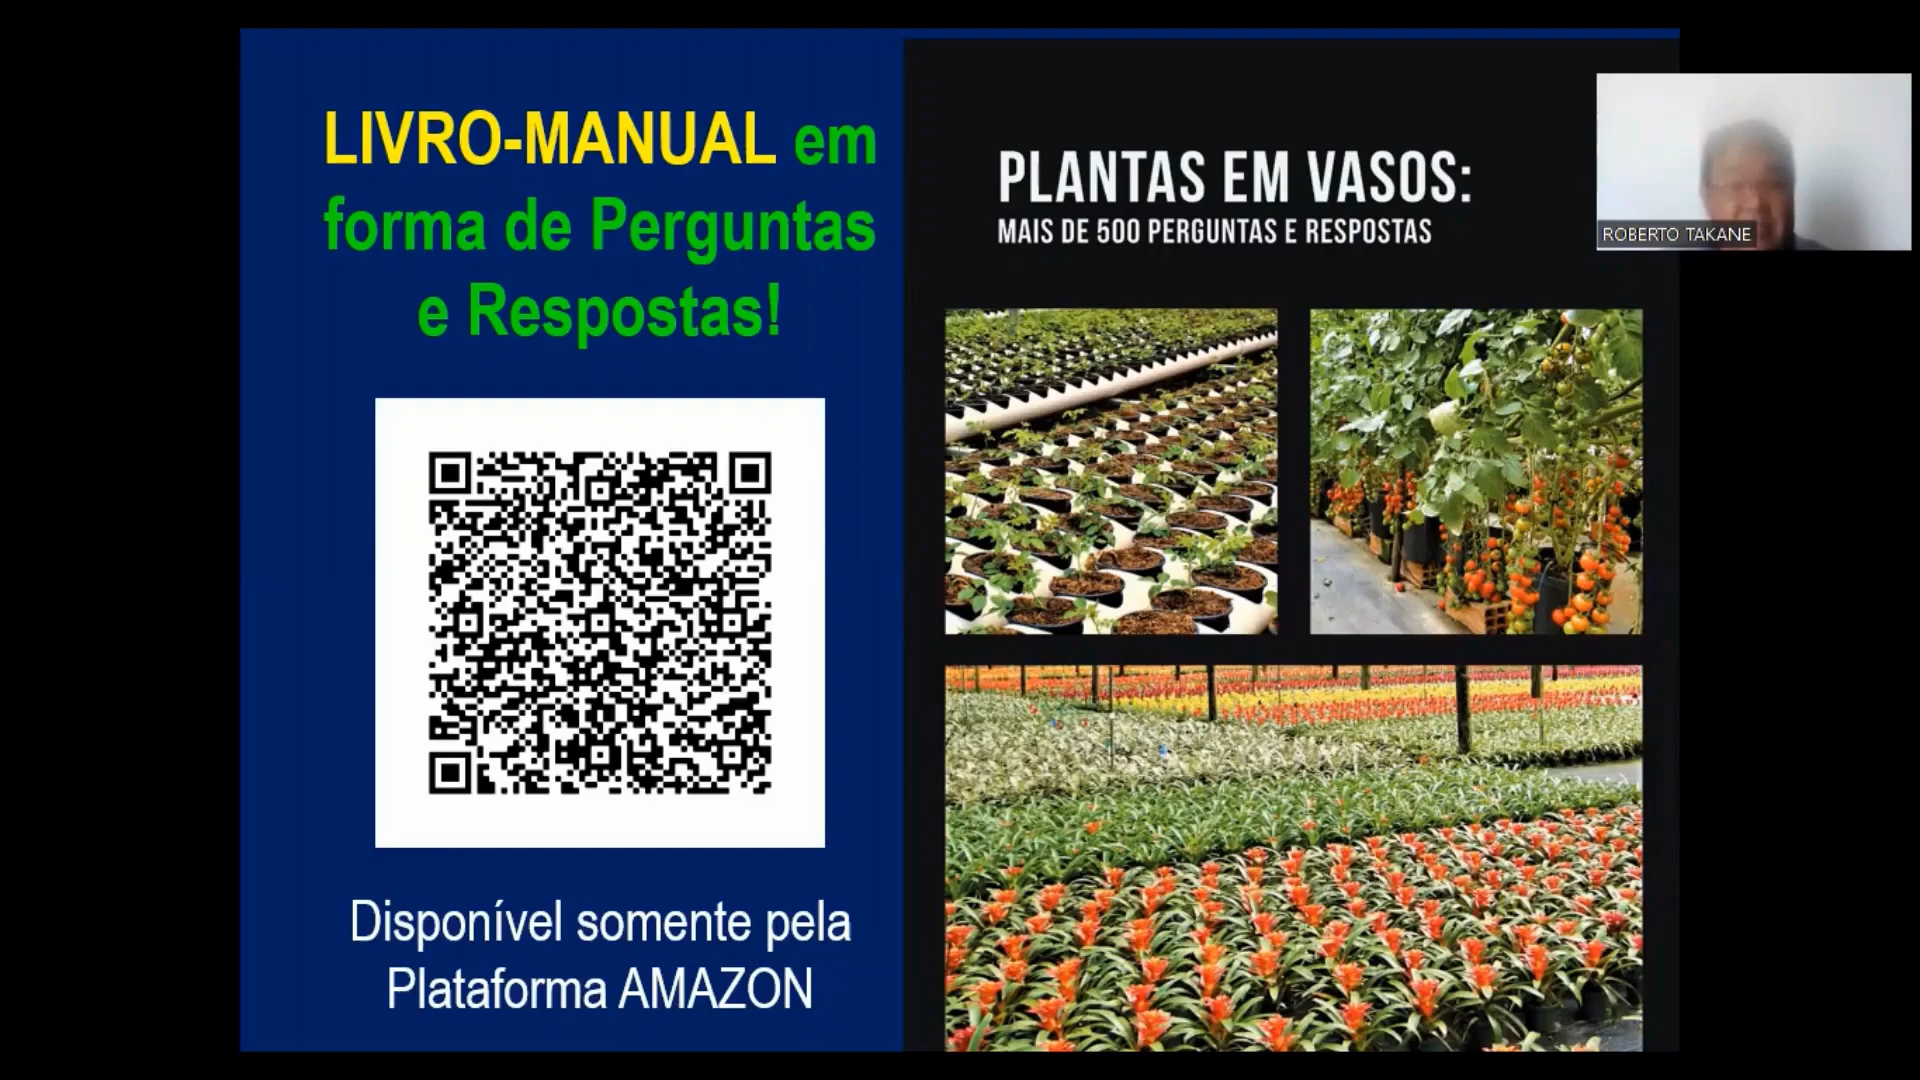 LIVRO-MANUAL em
forma de Perguntas
e Respostas!
Disponível somente pela
Plataforma AMAZON
PLANTAS EM VASOS:
MAIS DE 500 PERGUNTAS E RESPOSTAS
ROBERTO TAKANE